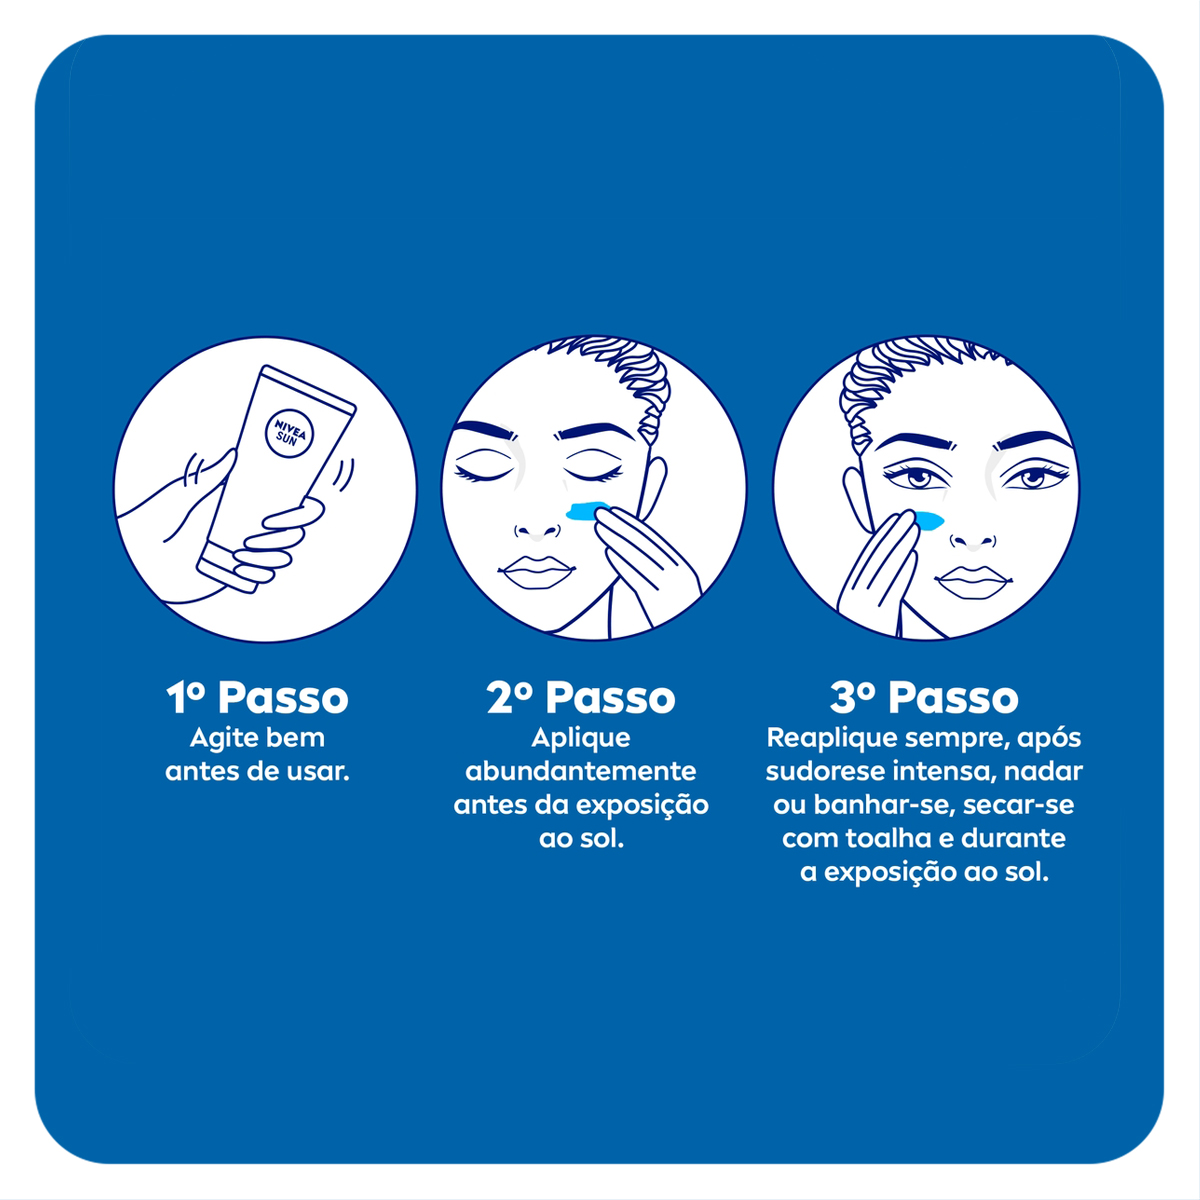 NIVEA
SUN
1º Passo
Agite bem
antes de usar.
2º Passo
Aplique
abundantemente
antes da exposição
ao sol.
3º Passo
Reaplique sempre, após
sudorese intensa, nadar
ou banhar-se, secar-se
com toalha e durante
a exposição ao sol.